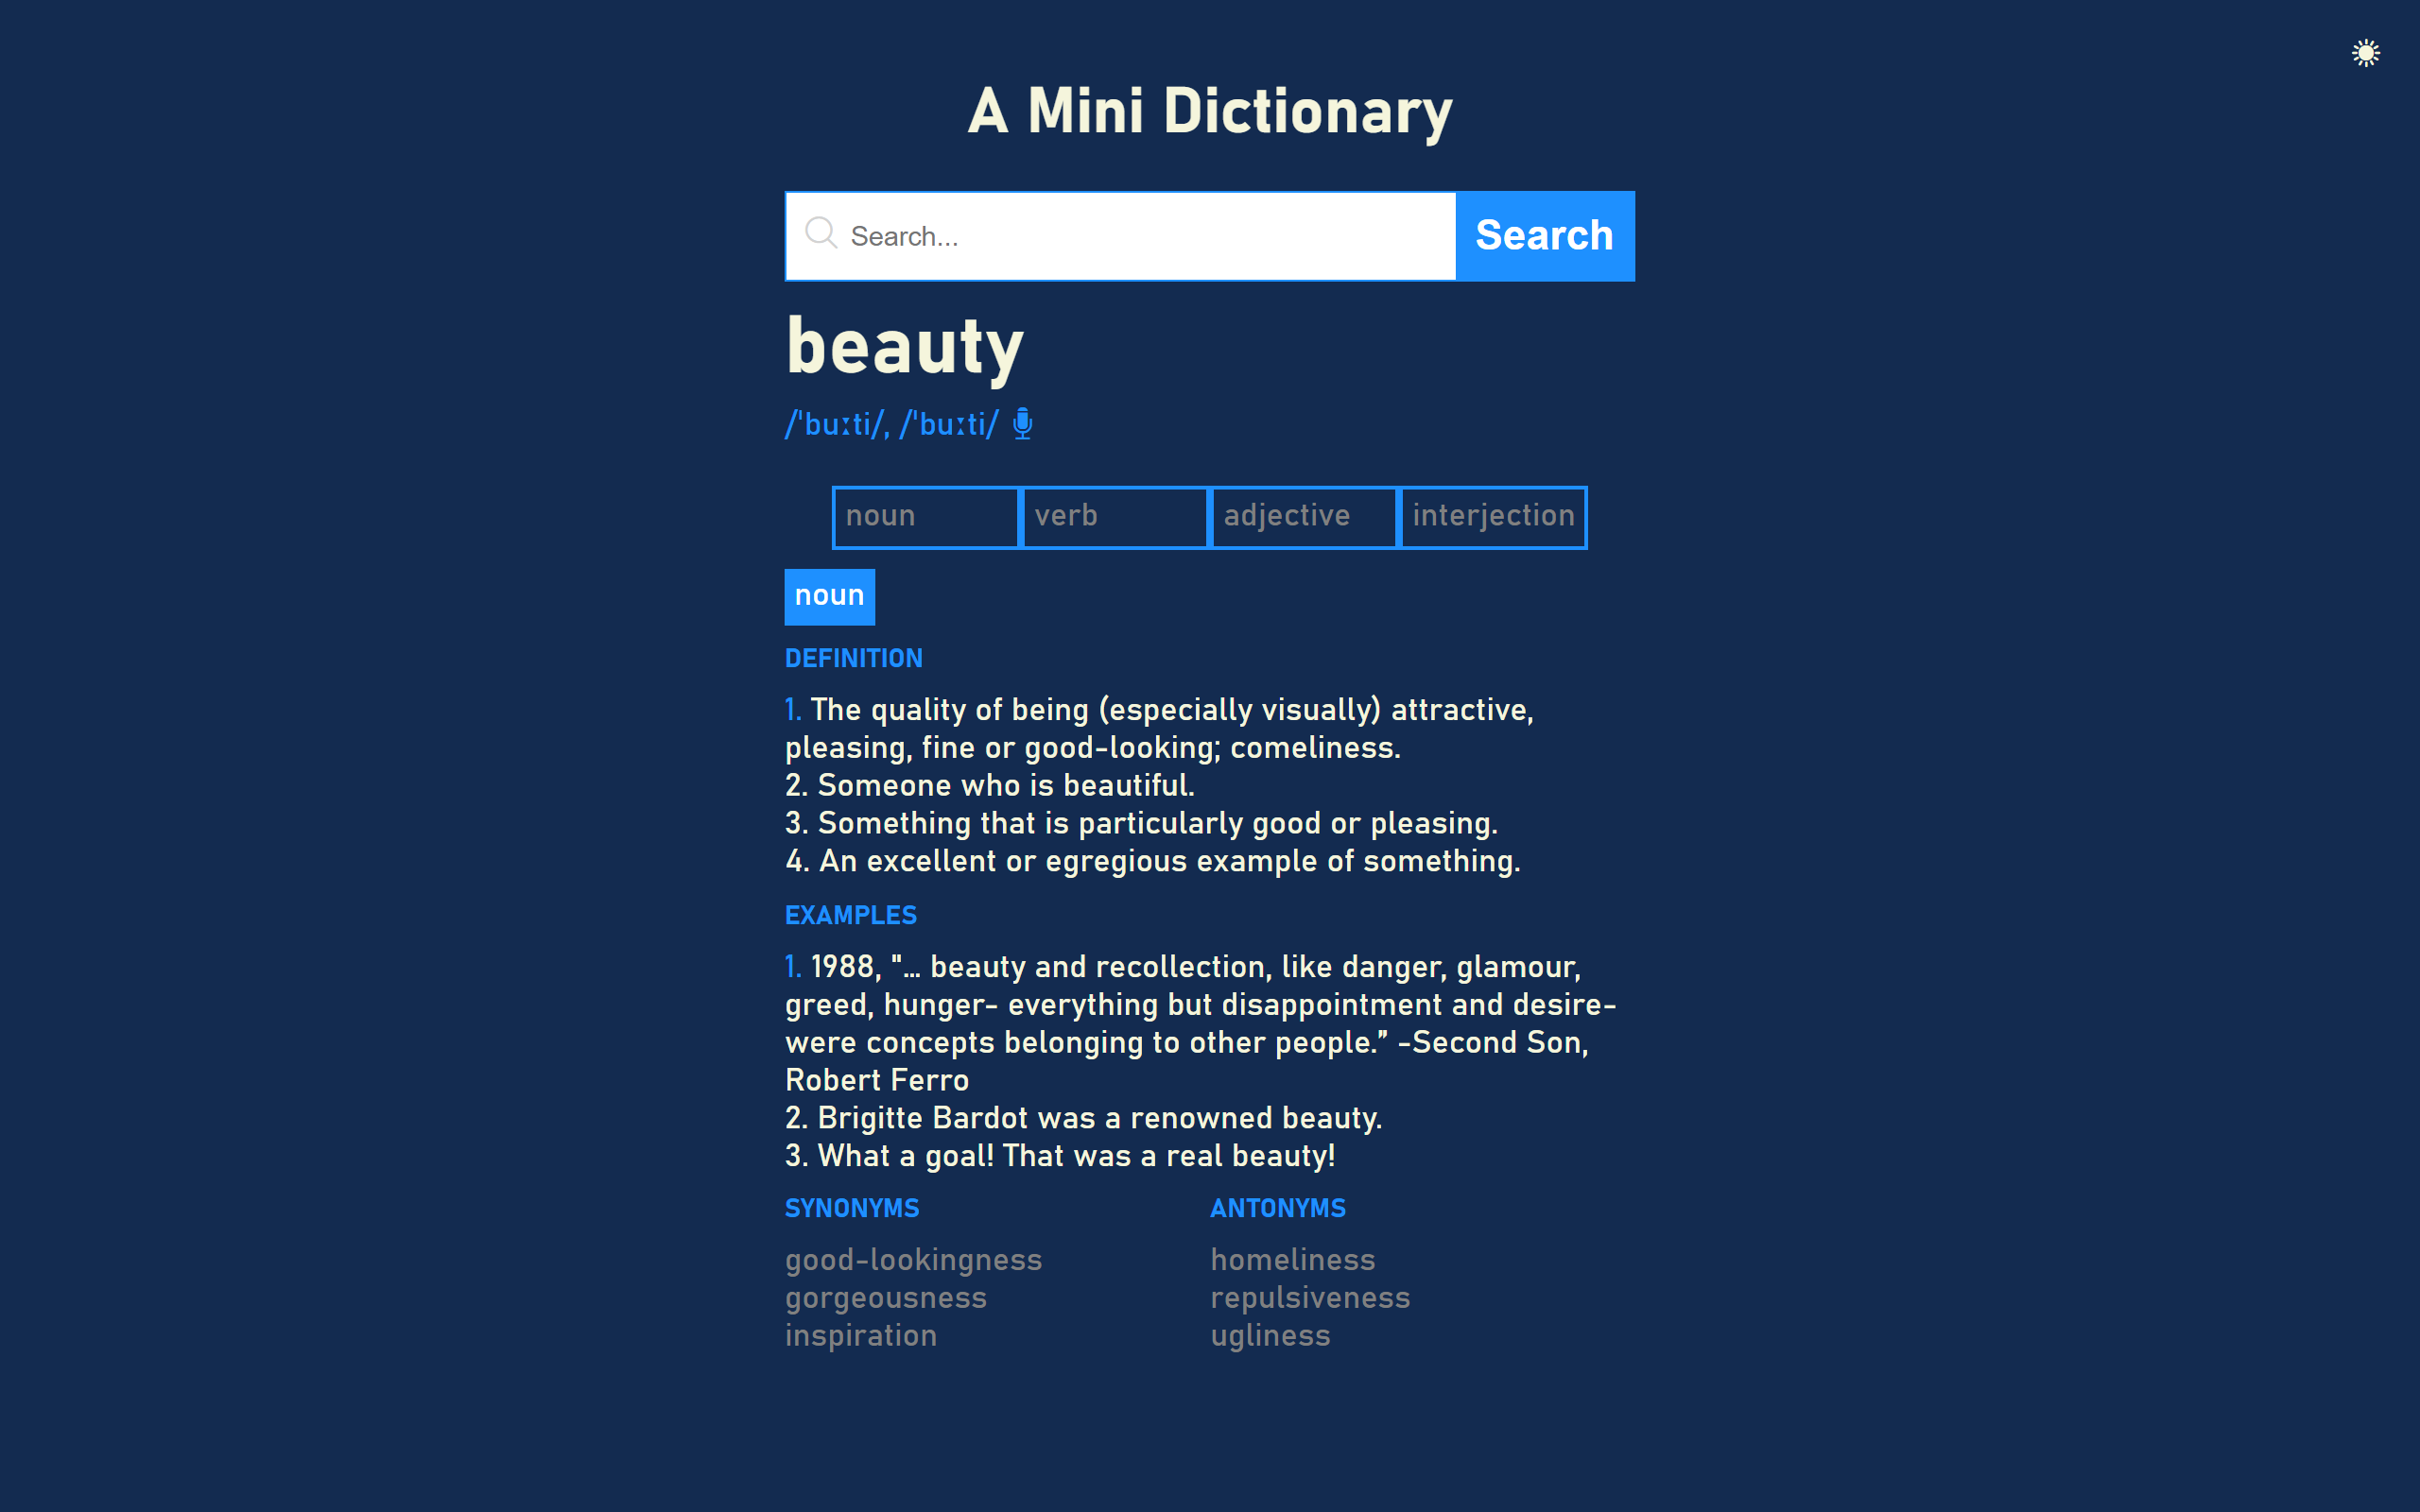 A Mini Dictionary
Search...
Search
beauty
/ˈbuːti/, /ˈbuːti/
noun
verb
adjective
interjection
noun
DEFINITION
1. The quality of being (especially visually) attractive,
pleasing, fine or good-looking; comeliness.
2. Someone who is beautiful.
3. Something that is particularly good or pleasing.
4. An excellent or egregious example of something.
EXAMPLES
1. 1988, "… beauty and recollection, like danger, glamour,
greed, hunger- everything but disappointment and desire-
were concepts belonging to other people.” -Second Son,
Robert Ferro
2. Brigitte Bardot was a renowned beauty.
3. What a goal! That was a real beauty!
SYNONYMS
good-lookingness
gorgeousness
inspiration
ANTONYMS
homeliness
repulsiveness
ugliness